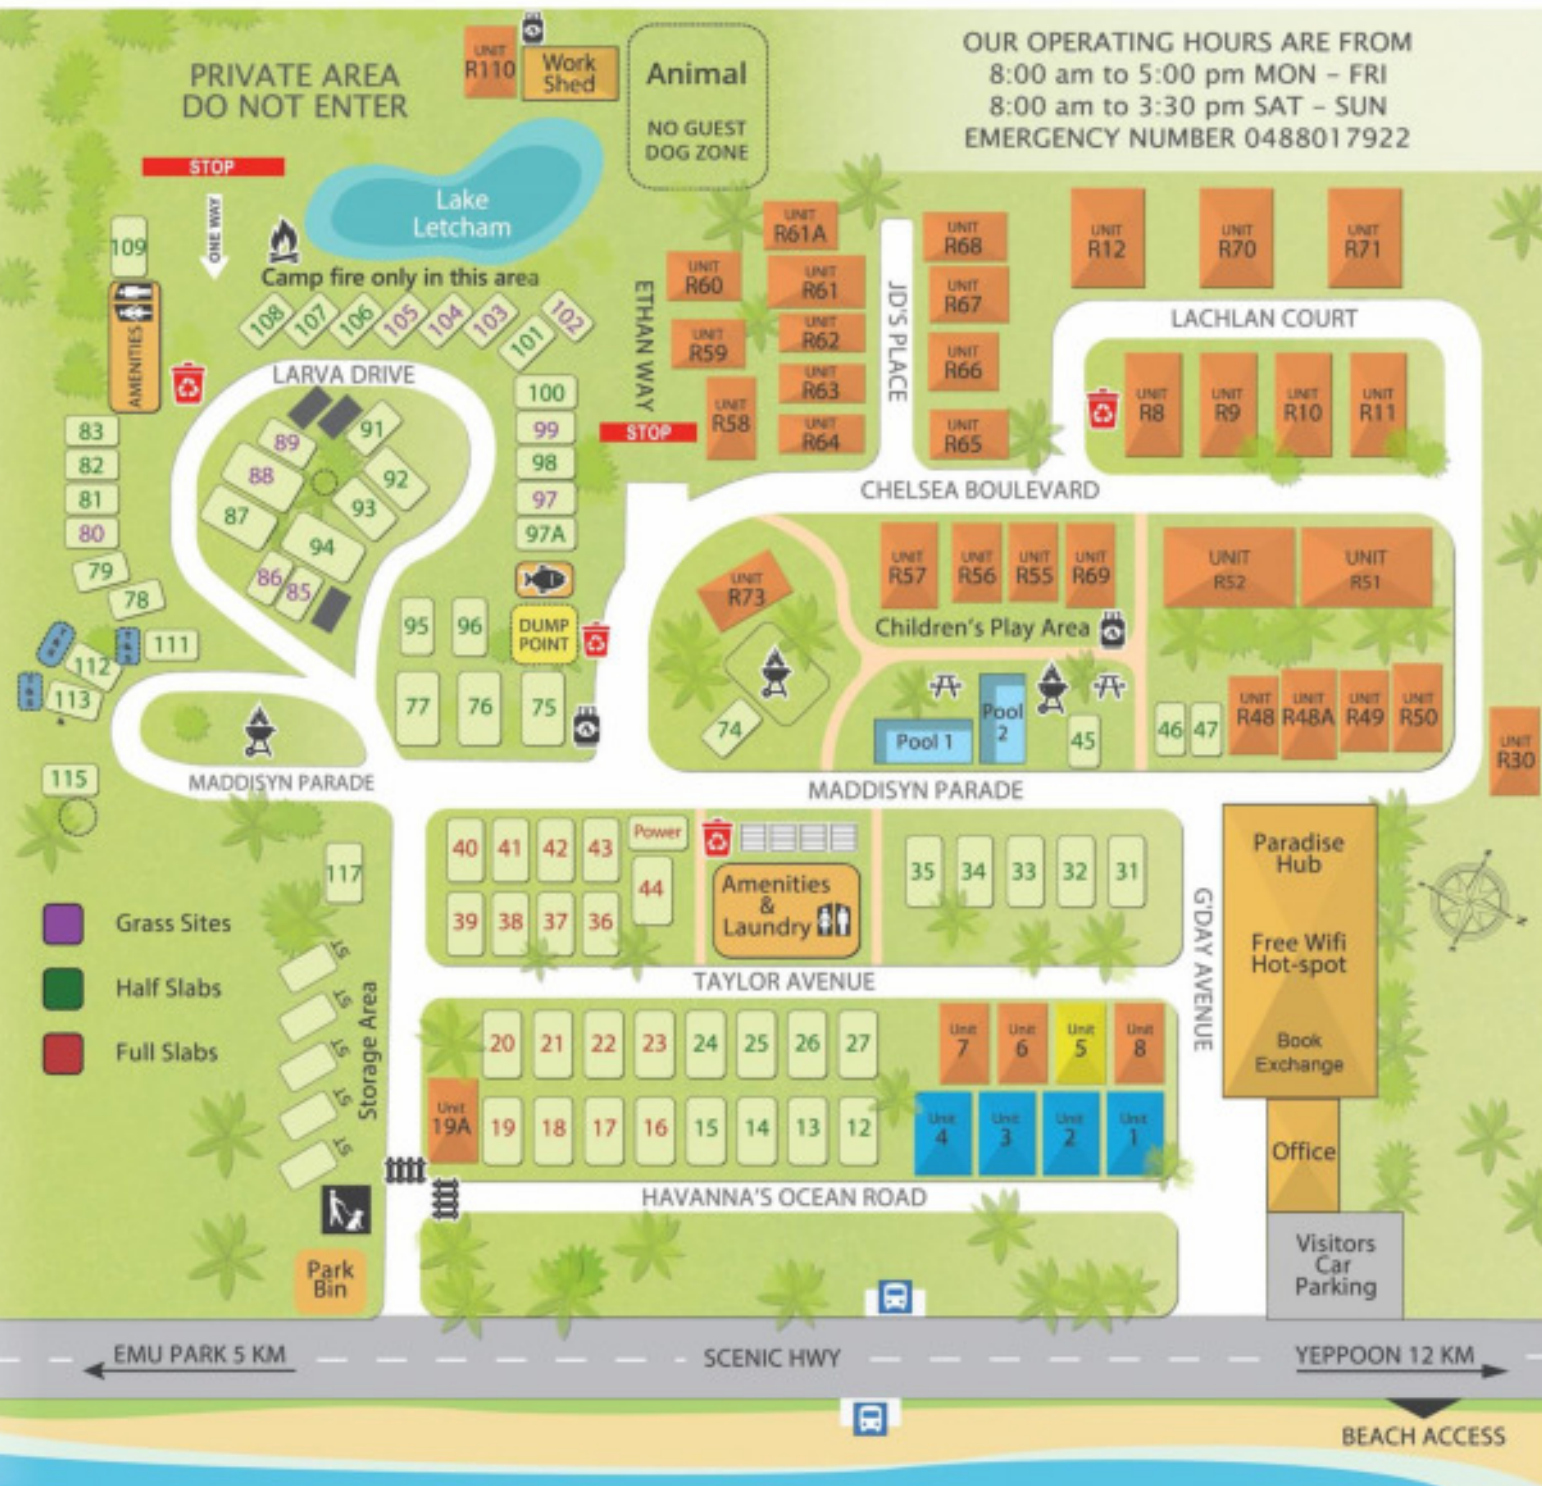 OUR OPERATING HOURS ARE FROM
8:00 am to 5:00 pm MON – FRI
8:00 am to 3:30 pm SAT – SUN
EMERGENCY NUMBER 0488017922
PRIVATE AREA
DO NOT ENTER
UNIT
R110
Work
Shed
Animal
NO GUEST
DOG ZONE
STOP
ONE WAY
Lake
Letcham
Camp fire only in this area
109
AMENITIES
108
107
106
105
104
103
102
101
LARVA DRIVE
100
99
98
97
97A
ETHAN WAY
STOP
UNIT
R60
UNIT
R59
UNIT
R58
UNIT
R61A
UNIT
R61
UNIT
R62
UNIT
R63
UNIT
R64
JD'S PLACE
UNIT
R68
UNIT
R67
UNIT
R66
UNIT
R65
UNIT
R12
UNIT
R70
UNIT
R71
LACHLAN COURT
UNIT
R8
UNIT
R9
UNIT
R10
UNIT
R11
CHELSEA BOULEVARD
83
82
81
80
79
78
89
88
87
91
92
93
94
86
85
111
112
113
115
95
96
DUMP
POINT
77
76
75
UNIT
R73
74
UNIT
R57
UNIT
R56
UNIT
R55
UNIT
R69
Children's Play Area
Pool 1
Pool
2
45
UNIT
R52
UNIT
R51
46
47
UNIT
R48
UNIT
R48A
UNIT
R49
UNIT
R50
UNIT
R30
MADDISYN PARADE
MADDISYN PARADE
117
40
41
42
43
Power
44
39
38
37
36
Amenities
&
Laundry
35
34
33
32
31
G'DAY AVENUE
Paradise
Hub
Free Wifi
Hot-spot
Book
Exchange
Office
Visitors
Car
Parking
Grass Sites
Half Slabs
Full Slabs
ST
ST
ST
ST
ST
Storage Area
TAYLOR AVENUE
20
21
22
23
24
25
26
27
Unit
7
Unit
6
Unit
5
Unit
8
Unit
19A
19
18
17
16
15
14
13
12
Unit
4
Unit
3
Unit
2
Unit
1
HAVANNA'S OCEAN ROAD
Park
Bin
EMU PARK 5 KM
SCENIC HWY
YEPPOON 12 KM
BEACH ACCESS